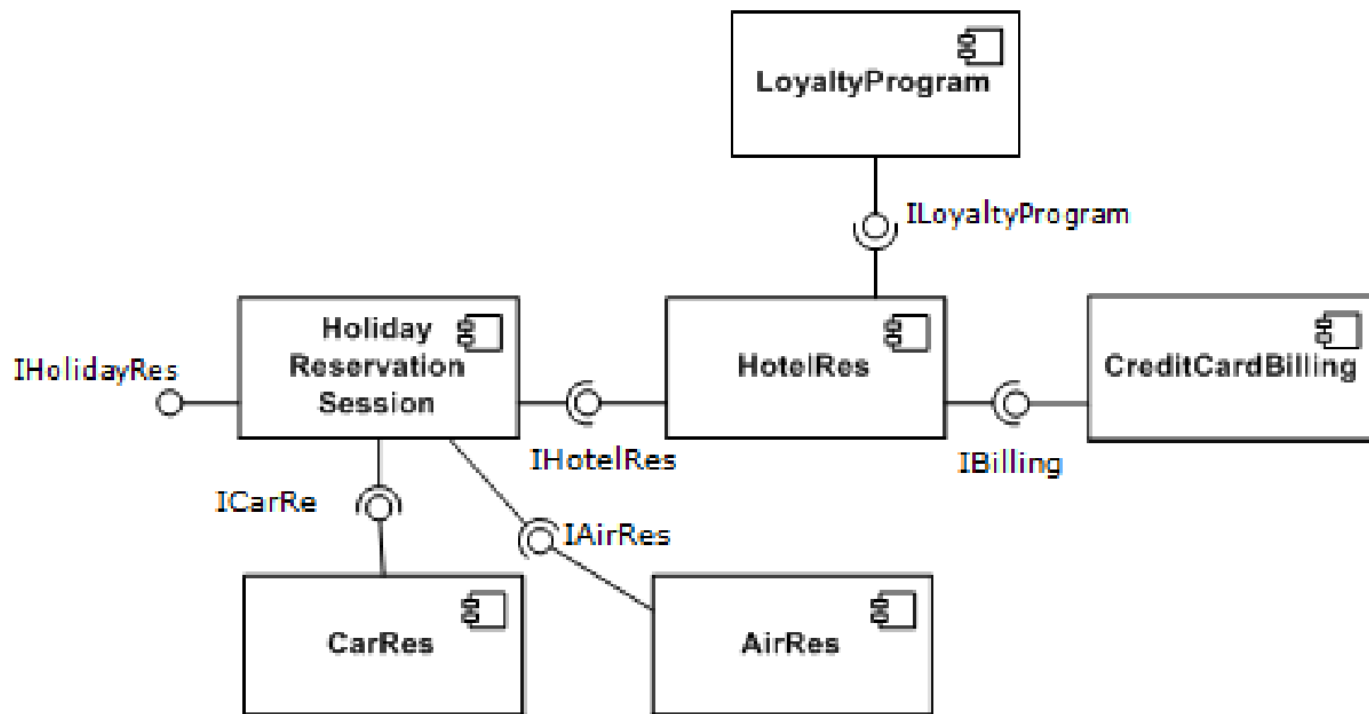 LoyaltyProgram
ILoyaltyProgram
Holiday
Reservation
Session
IHolidayRes
HotelRes
CreditCardBilling
IHotelRes
IBilling
ICarRe
IAirRes
CarRes
AirRes